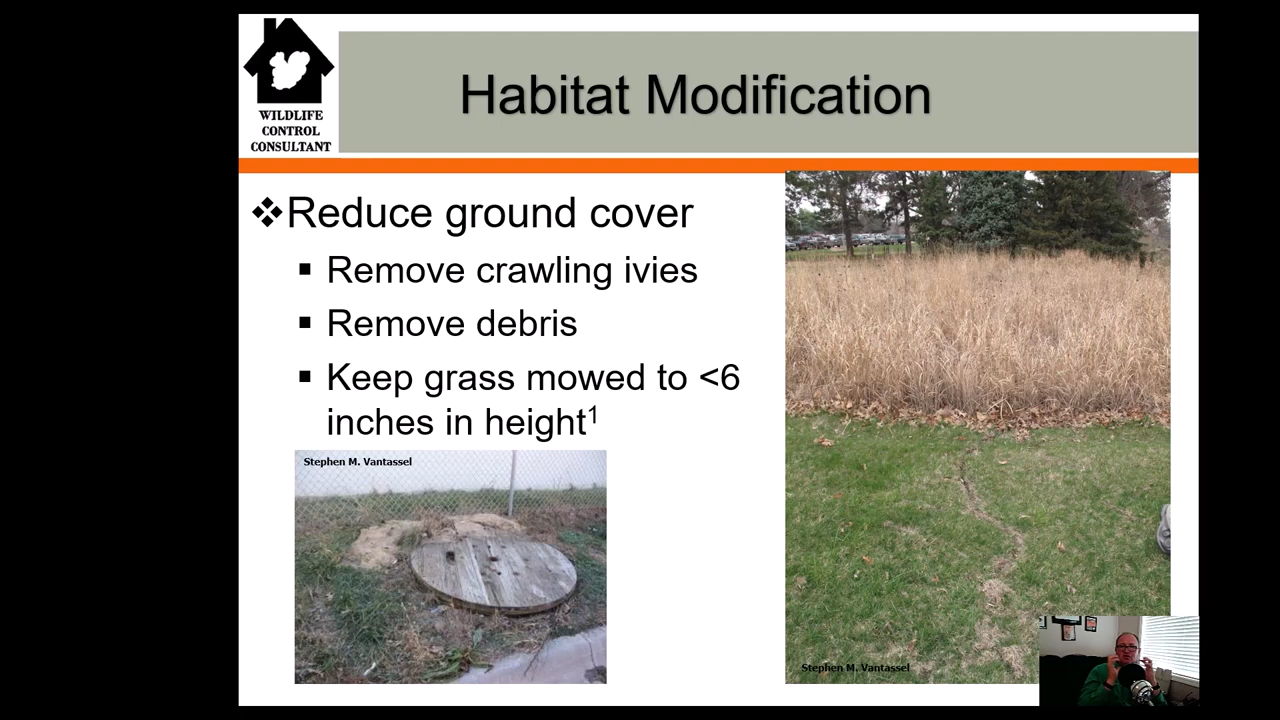 Habitat Modification
WILDLIFE
CONTROL
CONSULTANT
❖Reduce ground cover
▪ Remove crawling ivies
▪ Remove debris
▪ Keep grass mowed to <6
inches in height¹
Stephen M. Vantassel
Stephen M. Vantassel